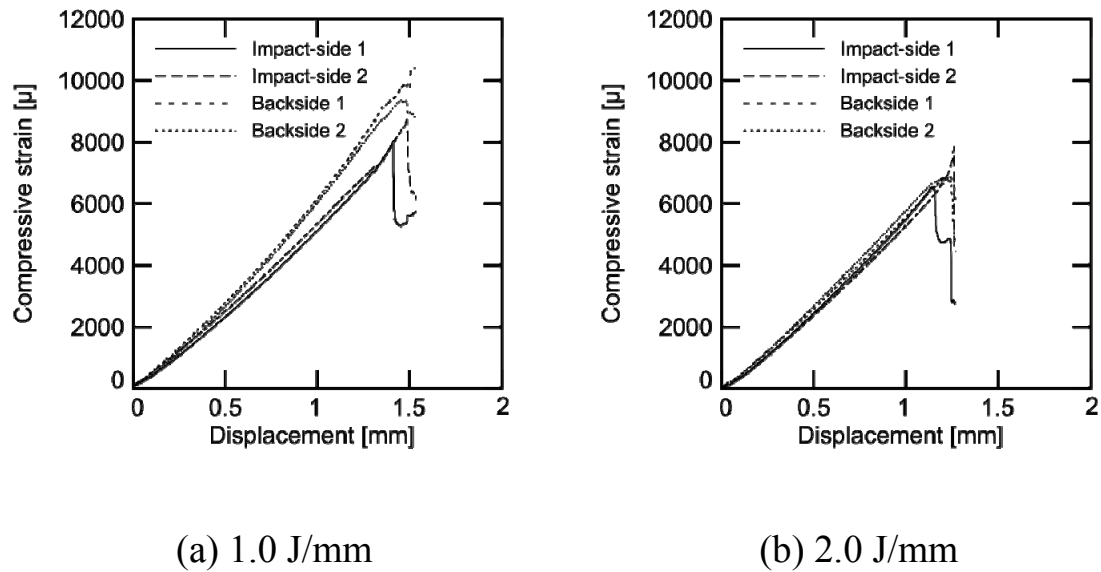 12000
10000
8000
6000
4000
2000
0
Compressive strain [μ]
Impact-side 1
Impact-side 2
Backside 1
Backside 2
0 0.5 1 1.5 2
Displacement [mm]
(a) 1.0 J/mm
12000
10000
8000
6000
4000
2000
0
Compressive strain [μ]
Impact-side 1
Impact-side 2
Backside 1
Backside 2
0 0.5 1 1.5 2
Displacement [mm]
(b) 2.0 J/mm